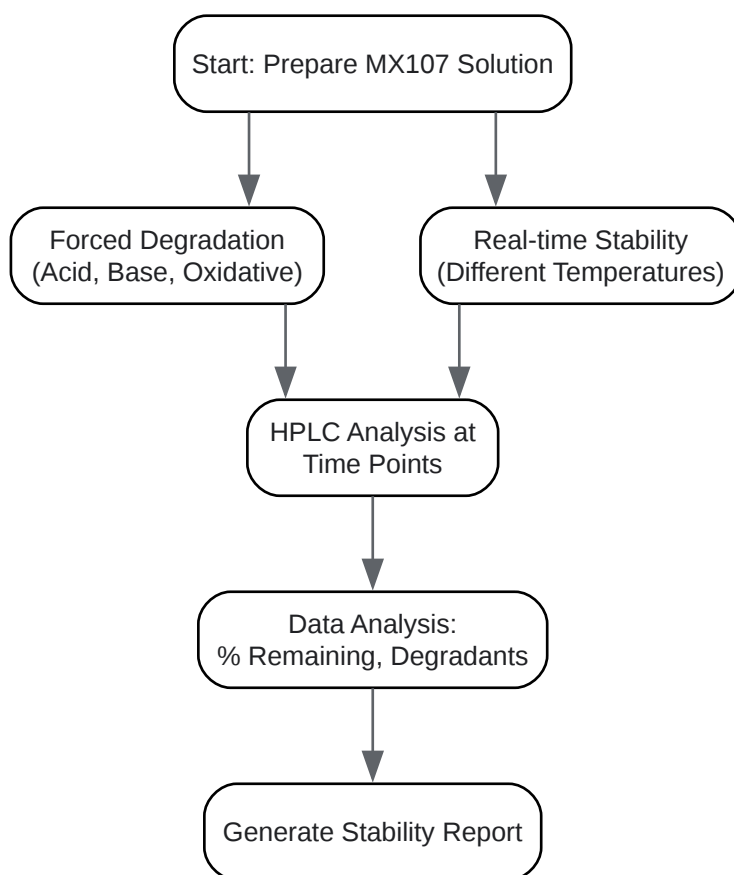 Start: Prepare MX107 Solution
Forced Degradation
(Acid, Base, Oxidative)
Real-time Stability
(Different Temperatures)
HPLC Analysis at
Time Points
Data Analysis:
% Remaining, Degradants
Generate Stability Report